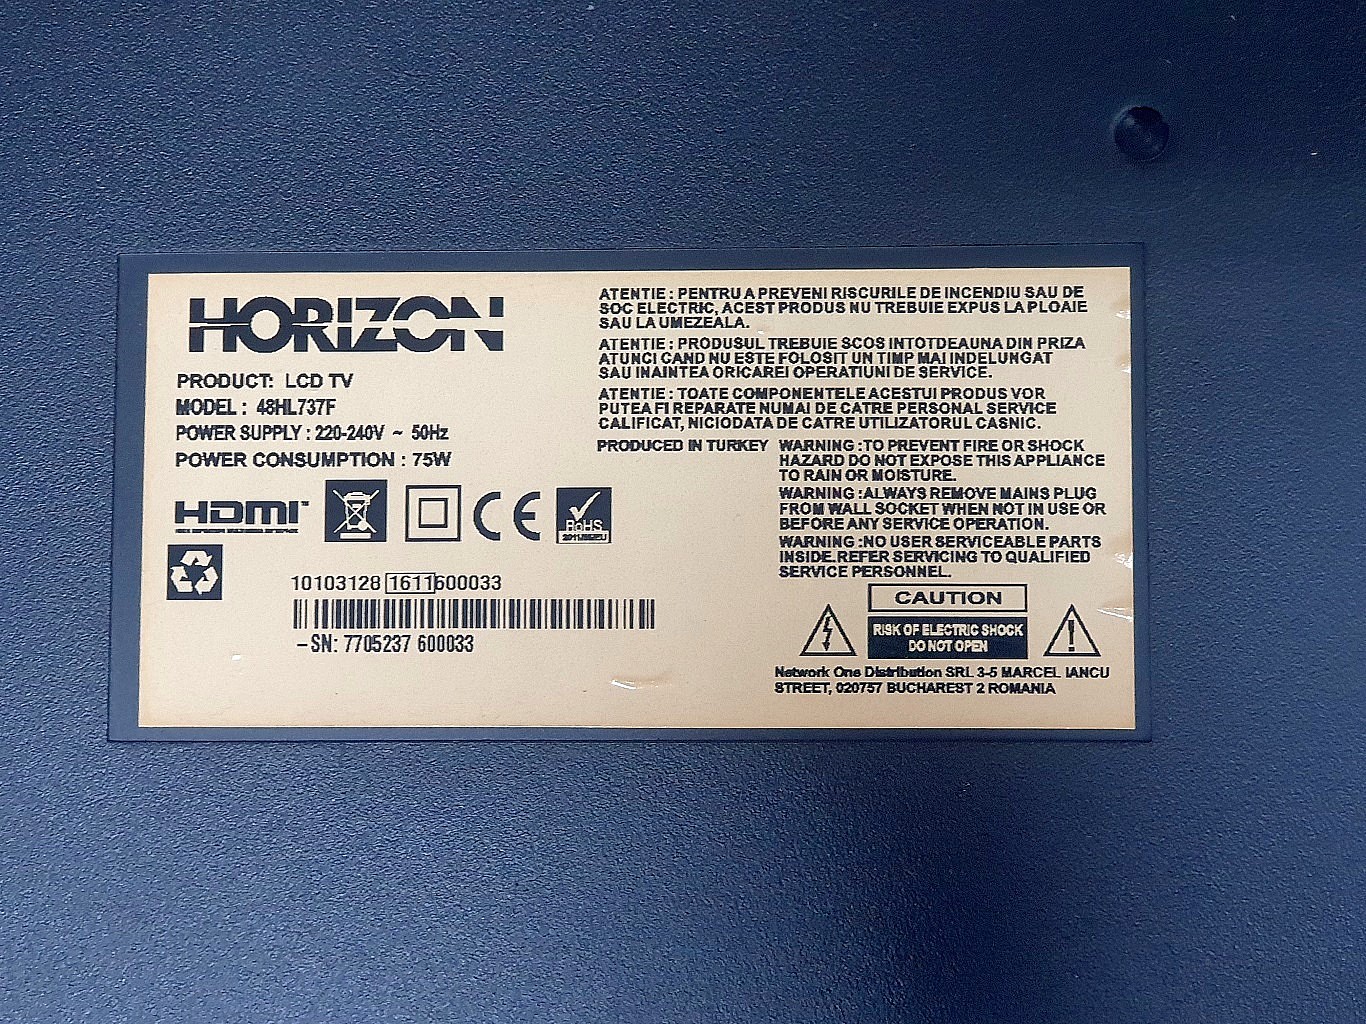 HORIZON
PRODUCT: LCD TV
MODEL : 48HL737F
POWER SUPPLY : 220-240V ~ 50Hz
POWER CONSUMPTION : 75W
HDMI™
CE
RoHS
2011/65/EU
10103128 1611600033
–SN: 7705237 600033
ATENTIE : PENTRU A PREVENI RISCURILE DE INCENDIU SAU DE
SOC ELECTRIC, ACEST PRODUS NU TREBUIE EXPUS LA PLOAIE
SAU LA UMEZEALA.
ATENTIE : PRODUSUL TREBUIE SCOS INTOTDEAUNA DIN PRIZA
ATUNCI CAND NU ESTE FOLOSIT UN TIMP MAI INDELUNGAT
SAU INAINTEA ORICAREI OPERATIUNI DE SERVICE.
ATENTIE : TOATE COMPONENTELE ACESTUI PRODUS VOR
PUTEA FI REPARATE NUMAI DE CATRE PERSONAL SERVICE
CALIFICAT, NICIODATA DE CATRE UTILIZATORUL CASNIC.
PRODUCED IN TURKEY
WARNING :TO PREVENT FIRE OR SHOCK
HAZARD DO NOT EXPOSE THIS APPLIANCE
TO RAIN OR MOISTURE.
WARNING :ALWAYS REMOVE MAINS PLUG
FROM WALL SOCKET WHEN NOT IN USE OR
BEFORE ANY SERVICE OPERATION.
WARNING :NO USER SERVICEABLE PARTS
INSIDE.REFER SERVICING TO QUALIFIED
SERVICE PERSONNEL.
CAUTION
RISK OF ELECTRIC SHOCK
DO NOT OPEN
Network One Distribution SRL 3-5 MARCEL IANCU
STREET, 020757 BUCHAREST 2 ROMANIA